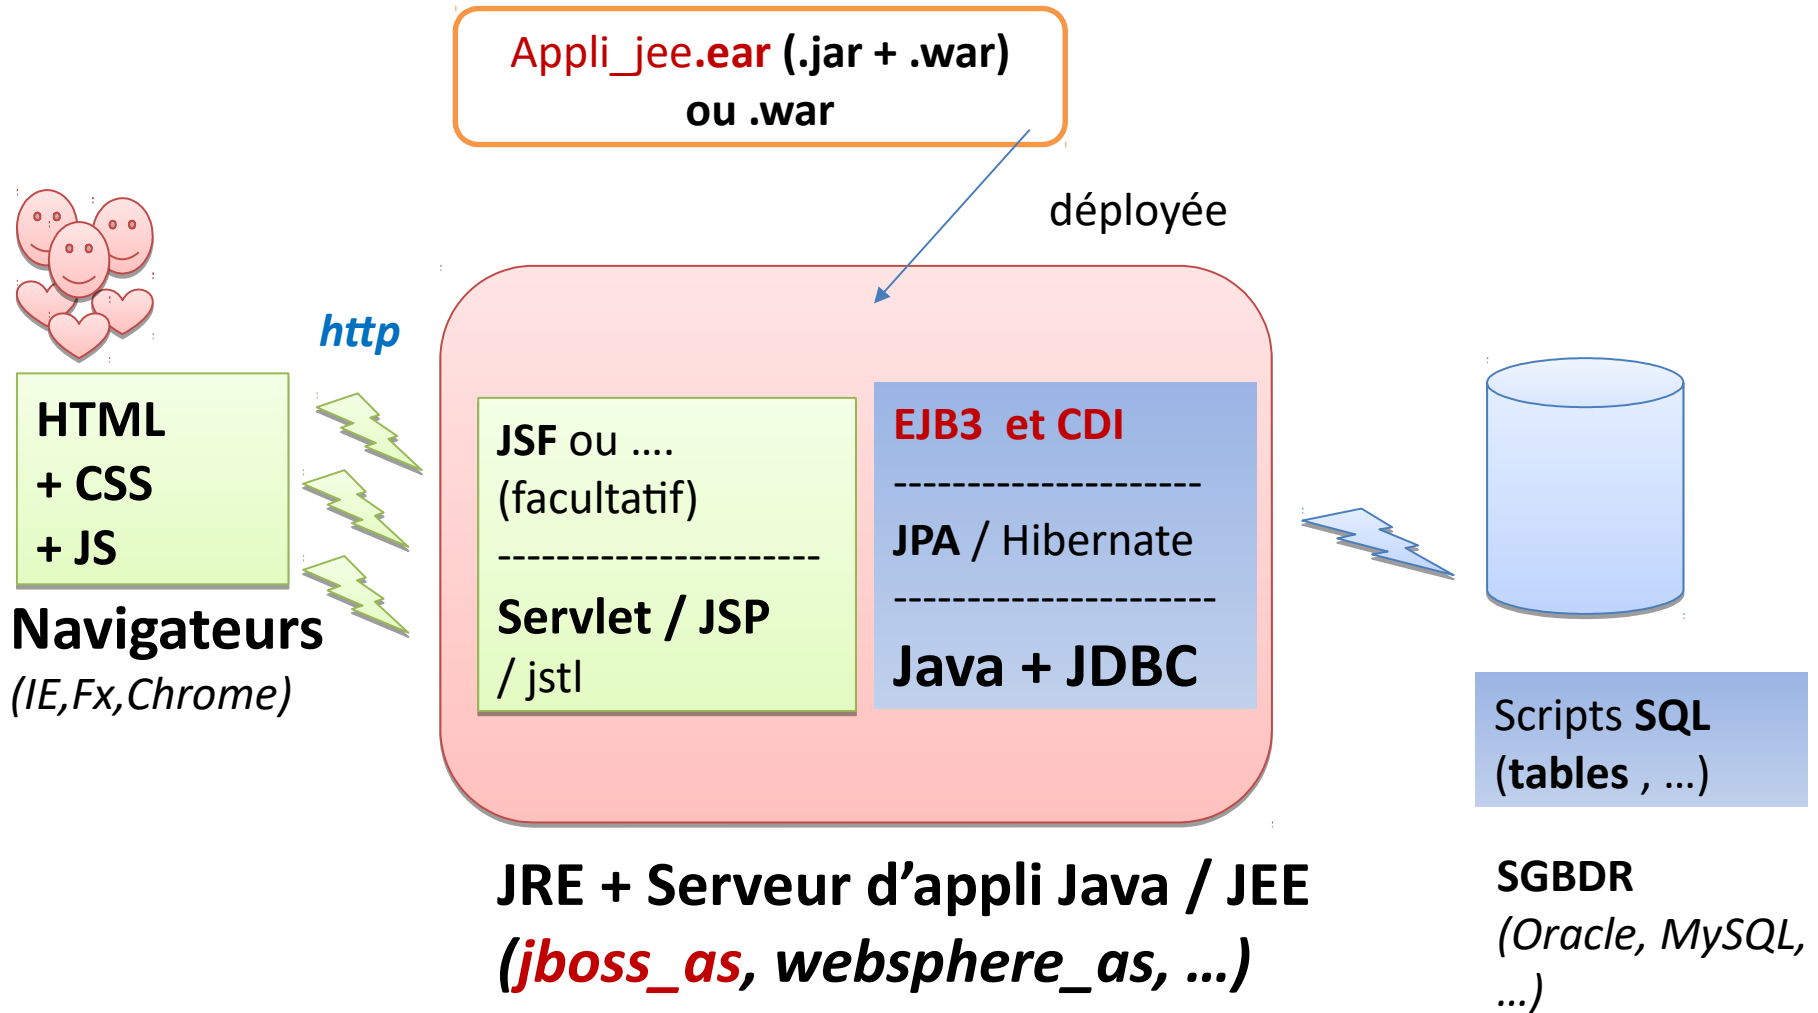 Appli_jee.ear (.jar + .war)
ou .war
déployée
http
HTML
+ CSS
+ JS
Navigateurs
(IE,Fx,Chrome)
JSF ou ….
(facultatif)
----------------------
Servlet / JSP
/ jstl
EJB3  et CDI
---------------------
JPA / Hibernate
----------------------
Java + JDBC
JRE + Serveur d’appli Java / JEE
(jboss_as, websphere_as, …)
Scripts SQL
(tables , …)
SGBDR
(Oracle, MySQL,
…)